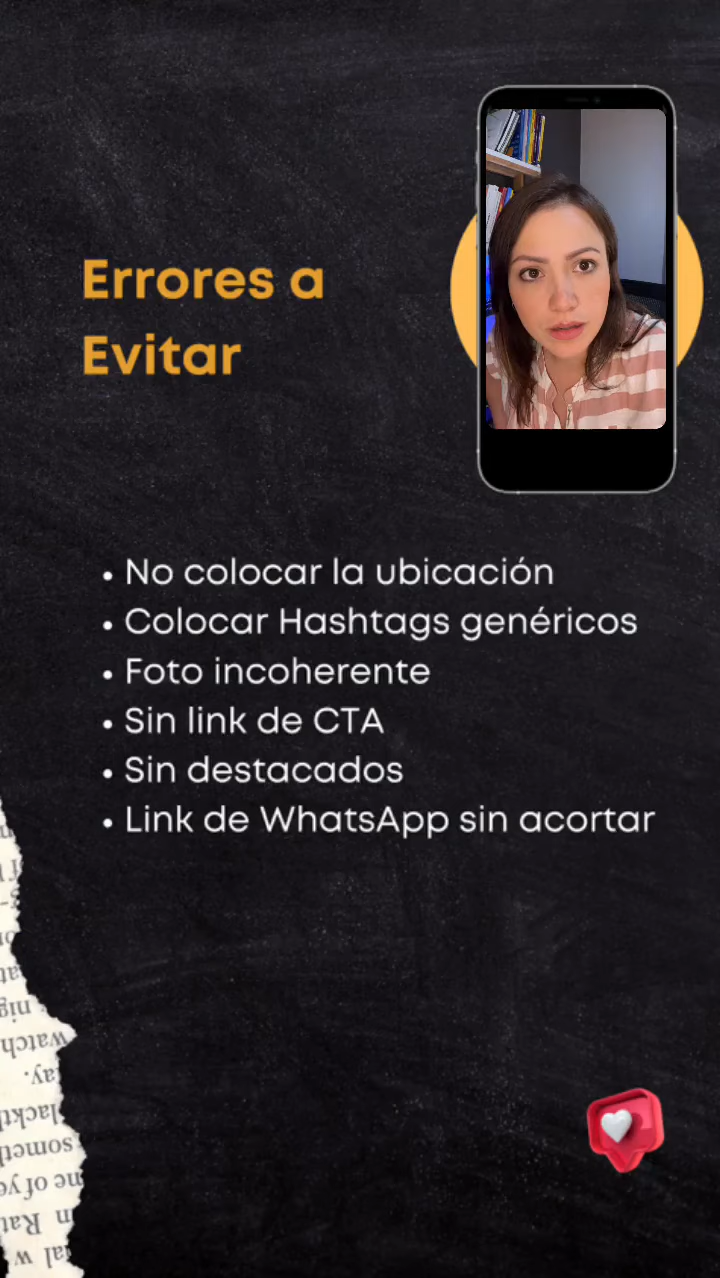 Errores a
Evitar
• No colocar la ubicación
• Colocar Hashtags genéricos
• Foto incoherente
• Sin link de CTA
• Sin destacados
• Link de WhatsApp sin acortar